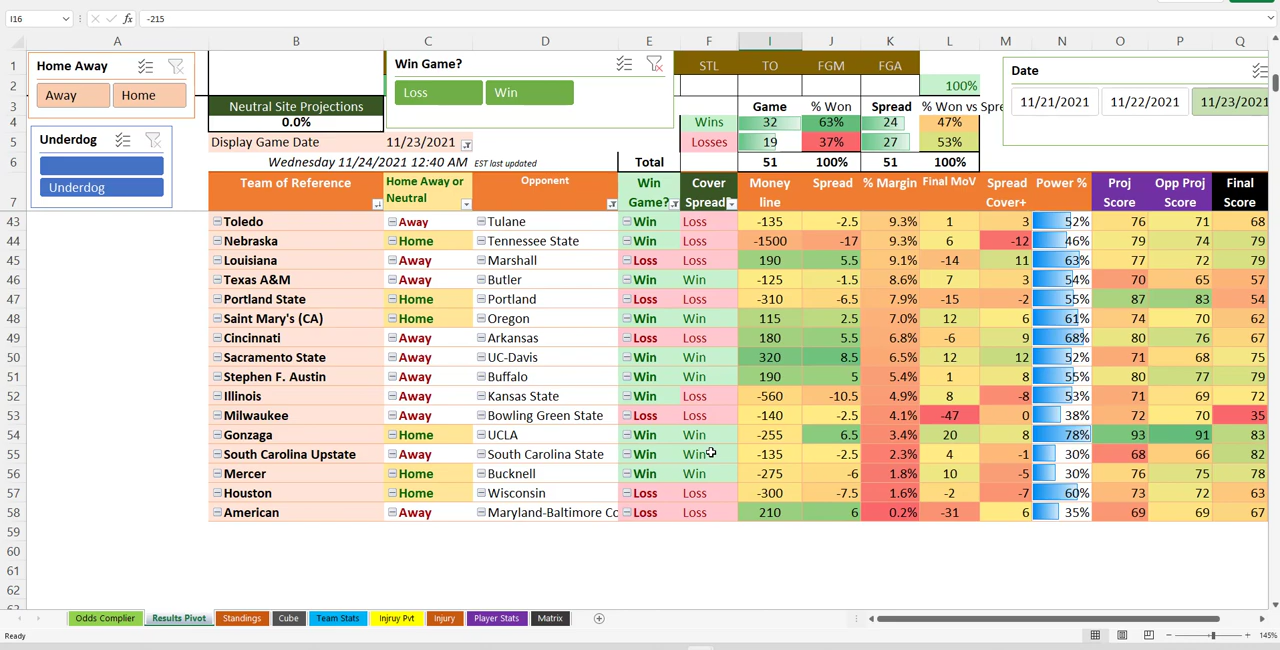 I16 fx -215
A B C D E F I J K L M N O P Q
Home Away
Away Home
Underdog
Underdog
Win Game?
Loss Win
Date
11/21/2021 11/22/2021 11/23/2021
1 STL TO FGM FGA
2 100%
3 Neutral Site Projections Game % Won Spread % Won vs Spre
4 0.0% Wins 32 63% 24 47%
5 Display Game Date 11/23/2021 Losses 19 37% 27 53%
6 Wednesday 11/24/2021 12:40 AM EST last updated Total 51 100% 51 100%
7 Team of Reference Home Away or Neutral Opponent Win Game? Cover Spread Money line Spread % Margin Final MoV Spread Cover+ Power % Proj Score Opp Proj Score Final Score
43 Toledo Away Tulane Win Loss -135 -2.5 9.3% 1 3 52% 76 71 68
44 Nebraska Home Tennessee State Win Loss -1500 -17 9.3% 6 -12 46% 79 74 79
45 Louisiana Away Marshall Loss Loss 190 5.5 9.1% -14 11 63% 77 72 79
46 Texas A&M Away Butler Win Win -125 -1.5 8.6% 7 3 54% 70 65 57
47 Portland State Home Portland Loss Loss -310 -6.5 7.9% -15 -2 55% 87 83 54
48 Saint Mary's (CA) Home Oregon Win Win 115 2.5 7.0% 12 6 61% 74 70 62
49 Cincinnati Away Arkansas Loss Loss 180 5.5 6.8% -6 9 68% 80 76 67
50 Sacramento State Away UC-Davis Win Win 320 8.5 6.5% 12 12 52% 71 68 75
51 Stephen F. Austin Away Buffalo Win Win 190 5 5.4% 1 8 55% 80 77 79
52 Illinois Away Kansas State Win Loss -560 -10.5 4.9% 8 -8 53% 71 69 72
53 Milwaukee Away Bowling Green State Loss Loss -140 -2.5 4.1% -47 0 38% 72 70 35
54 Gonzaga Home UCLA Win Win -255 6.5 3.4% 20 8 78% 93 91 83
55 South Carolina Upstate Away South Carolina State Win Win -135 -2.5 2.3% 4 -1 30% 68 66 82
56 Mercer Home Bucknell Win Win -275 -6 1.8% 10 -5 30% 76 75 78
57 Houston Home Wisconsin Loss Loss -300 -7.5 1.6% -2 -7 60% 73 72 63
58 American Away Maryland-Baltimore Co Loss Loss 210 6 0.2% -31 6 35% 69 69 67
59
60
61
62
Odds Complier Results Pivot Standings Cube Team Stats Injruy Pvt Injury Player Stats Matrix
Ready 145%